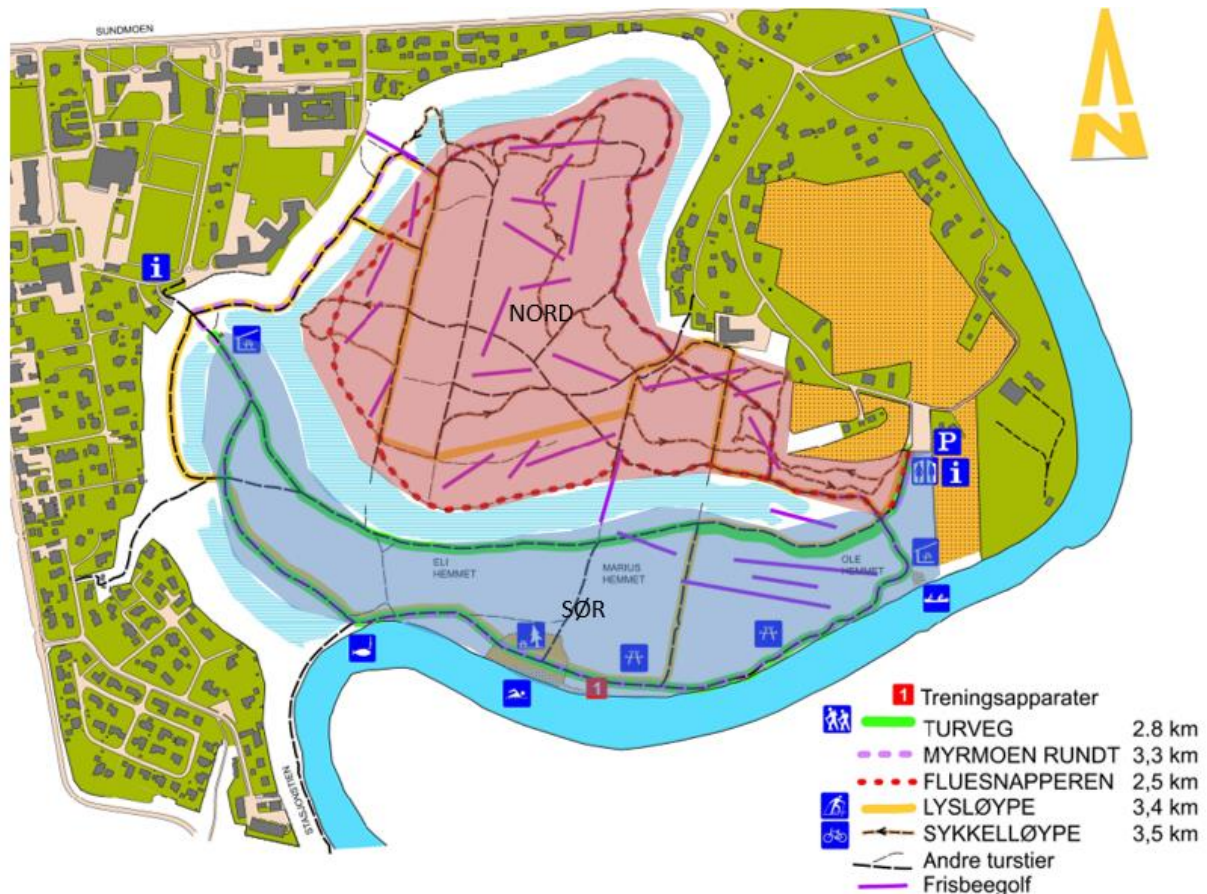 SUNDMOEN
N
i
NORD
P
i
ELI
HEMMET
MARIUS
HEMMET
OLE
HEMMET
SØR
1
STASJONSTIEN
1 Treningsapparater
TURVEG 2.8 km
MYRMOEN RUNDT 3,3 km
FLUESNAPPEREN 2,5 km
LYSLØYPE 3,4 km
SYKKELLØYPE 3,5 km
Andre turstier
Frisbeegolf